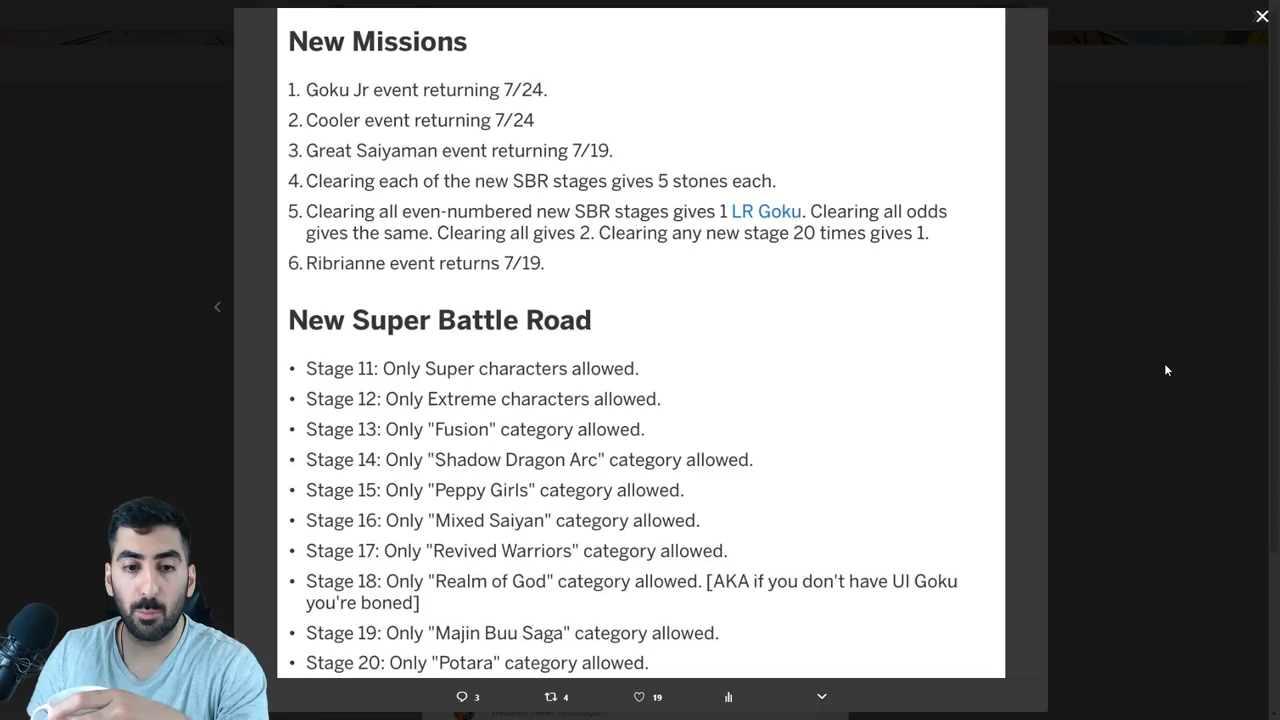 New Missions
1. Goku Jr event returning 7/24.
2. Cooler event returning 7/24
3. Great Saiyaman event returning 7/19.
4. Clearing each of the new SBR stages gives 5 stones each.
5. Clearing all even-numbered new SBR stages gives 1 LR Goku. Clearing all odds
gives the same. Clearing all gives 2. Clearing any new stage 20 times gives 1.
6. Ribrianne event returns 7/19.
New Super Battle Road
• Stage 11: Only Super characters allowed.
• Stage 12: Only Extreme characters allowed.
• Stage 13: Only "Fusion" category allowed.
• Stage 14: Only "Shadow Dragon Arc" category allowed.
• Stage 15: Only "Peppy Girls" category allowed.
• Stage 16: Only "Mixed Saiyan" category allowed.
• Stage 17: Only "Revived Warriors" category allowed.
• Stage 18: Only "Realm of God" category allowed. [AKA if you don't have UI Goku
you're boned]
• Stage 19: Only "Majin Buu Saga" category allowed.
• Stage 20: Only "Potara" category allowed.
3 4 19